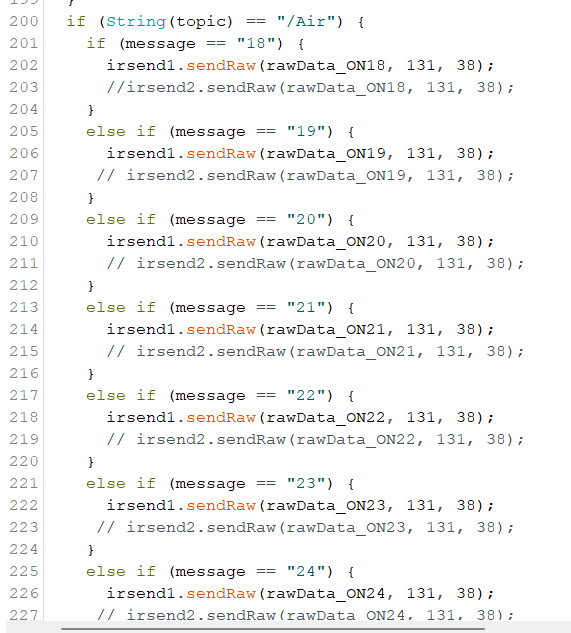 200 if (String(topic) == "/Air") {
201 if (message == "18") {
202 irsend1.sendRaw(rawData_ON18, 131, 38);
203 //irsend2.sendRaw(rawData_ON18, 131, 38);
204 }
205 else if (message == "19") {
206 irsend1.sendRaw(rawData_ON19, 131, 38);
207 // irsend2.sendRaw(rawData_ON19, 131, 38);
208 }
209 else if (message == "20") {
210 irsend1.sendRaw(rawData_ON20, 131, 38);
211 // irsend2.sendRaw(rawData_ON20, 131, 38);
212 }
213 else if (message == "21") {
214 irsend1.sendRaw(rawData_ON21, 131, 38);
215 // irsend2.sendRaw(rawData_ON21, 131, 38);
216 }
217 else if (message == "22") {
218 irsend1.sendRaw(rawData_ON22, 131, 38);
219 // irsend2.sendRaw(rawData_ON22, 131, 38);
220 }
221 else if (message == "23") {
222 irsend1.sendRaw(rawData_ON23, 131, 38);
223 // irsend2.sendRaw(rawData_ON23, 131, 38);
224 }
225 else if (message == "24") {
226 irsend1.sendRaw(rawData_ON24, 131, 38);
227 // irsend2.sendRaw(rawData_ON24, 131, 38);